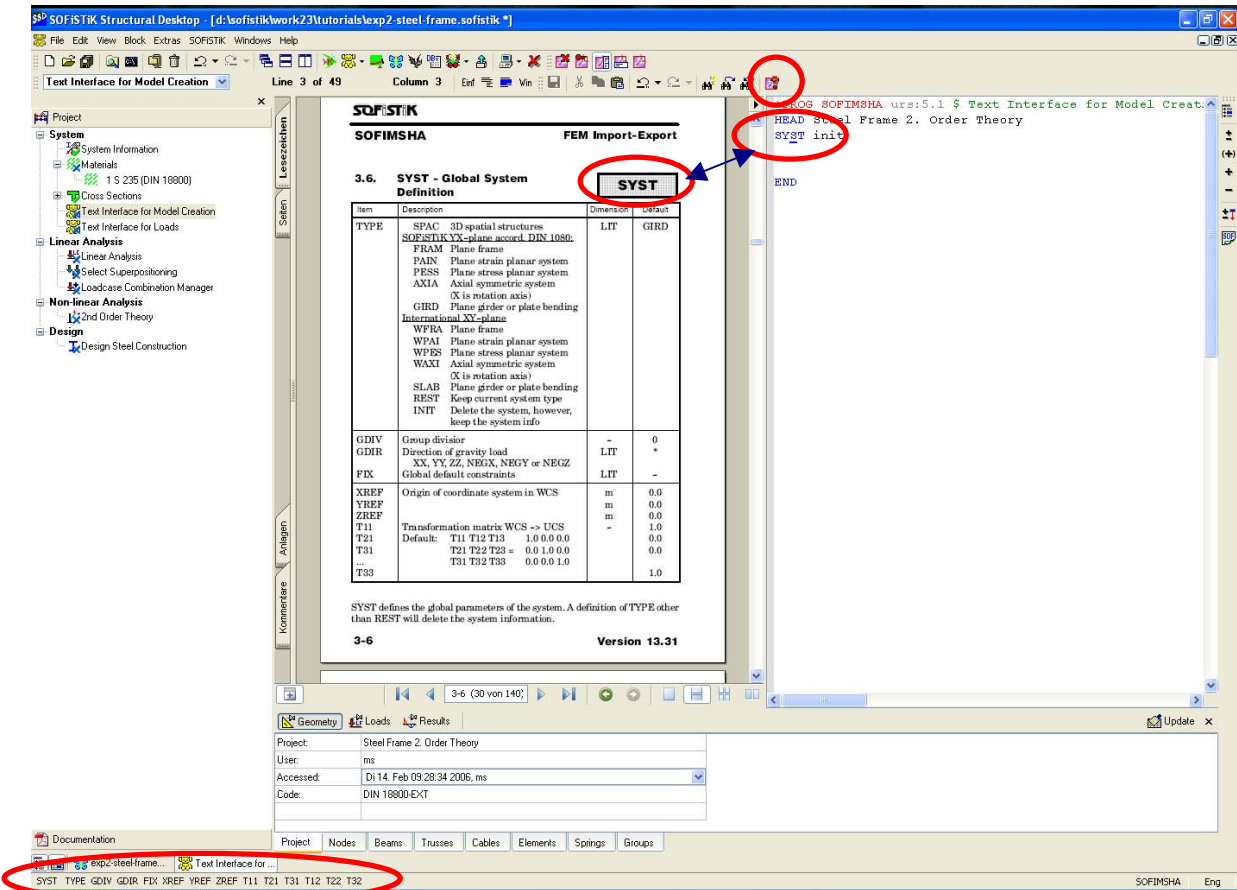 SOFiSTiK Structural Desktop - [d:\sofistik\work23\tutorials\exp2-steel-frame.sofistik *]
File Edit View Block Extras SOFiSTiK Windows Help
Text Interface for Model Creation
Line 3 of 49 Column 3 Einf Win
Project
System
System Information
Materials
1 S 235 (DIN 18800)
Cross Sections
Text Interface for Model Creation
Text Interface for Loads
Linear Analysis
Linear Analysis
Select Superpositioning
Loadcase Combination Manager
Non-linear Analysis
2nd Order Theory
Design
Design Steel Construction
Documentation
Lesezeichen
Seiten
Anlagen
Kommentare
SOFiSTiK
SOFIMSHA FEM Import-Export
3.6. SYST - Global System
Definition
SYST
Item Description Dimension Default
TYPE SPAC 3D spatial structures LIT GIRD
SOFiSTiK YX-plane accord. DIN 1080:
FRAM Plane frame
PAIN Plane strain planar system
PESS Plane stress planar system
AXIA Axial symmetric system
(X is rotation axis)
GIRD Plane girder or plate bending
International XY-plane
WFRA Plane frame
WPAI Plane strain planar system
WPES Plane stress planar system
WAXI Axial symmetric system
(X is rotation axis)
SLAB Plane girder or plate bending
REST Keep current system type
INIT Delete the system, however,
keep the system info
GDIV Group divisior - 0
GDIR Direction of gravity load LIT *
XX, YY, ZZ, NEGX, NEGY or NEGZ
FIX Global default constraints LIT -
XREF Origin of coordinate system in WCS m 0.0
YREF m 0.0
ZREF m 0.0
T11 Transformation matrix WCS -> UCS - 1.0
T21 Default: T11 T12 T13 1.0 0.0 0.0 0.0
T31 T21 T22 T23 = 0.0 1.0 0.0 0.0
... T31 T32 T33 0.0 0.0 1.0
T33 1.0
SYST defines the global parameters of the system. A definition of TYPE other
than REST will delete the system information.
3-6 Version 13.31
3-6 (30 von 140)
PROG SOFIMSHA urs:5.1 $ Text Interface for Model Creat
HEAD Steel Frame 2. Order Theory
SYST init
END
Geometry Loads Results Update
Project: Steel Frame 2. Order Theory
User: ms
Accessed: Di 14. Feb 09:28:34 2006, ms
Code: DIN 18800-EXT
Project Nodes Beams Trusses Cables Elements Springs Groups
exp2-steel-frame... Text Interface for ...
SYST TYPE GDIV GDIR FIX XREF YREF ZREF T11 T21 T31 T12 T22 T32
SOFIMSHA Eng